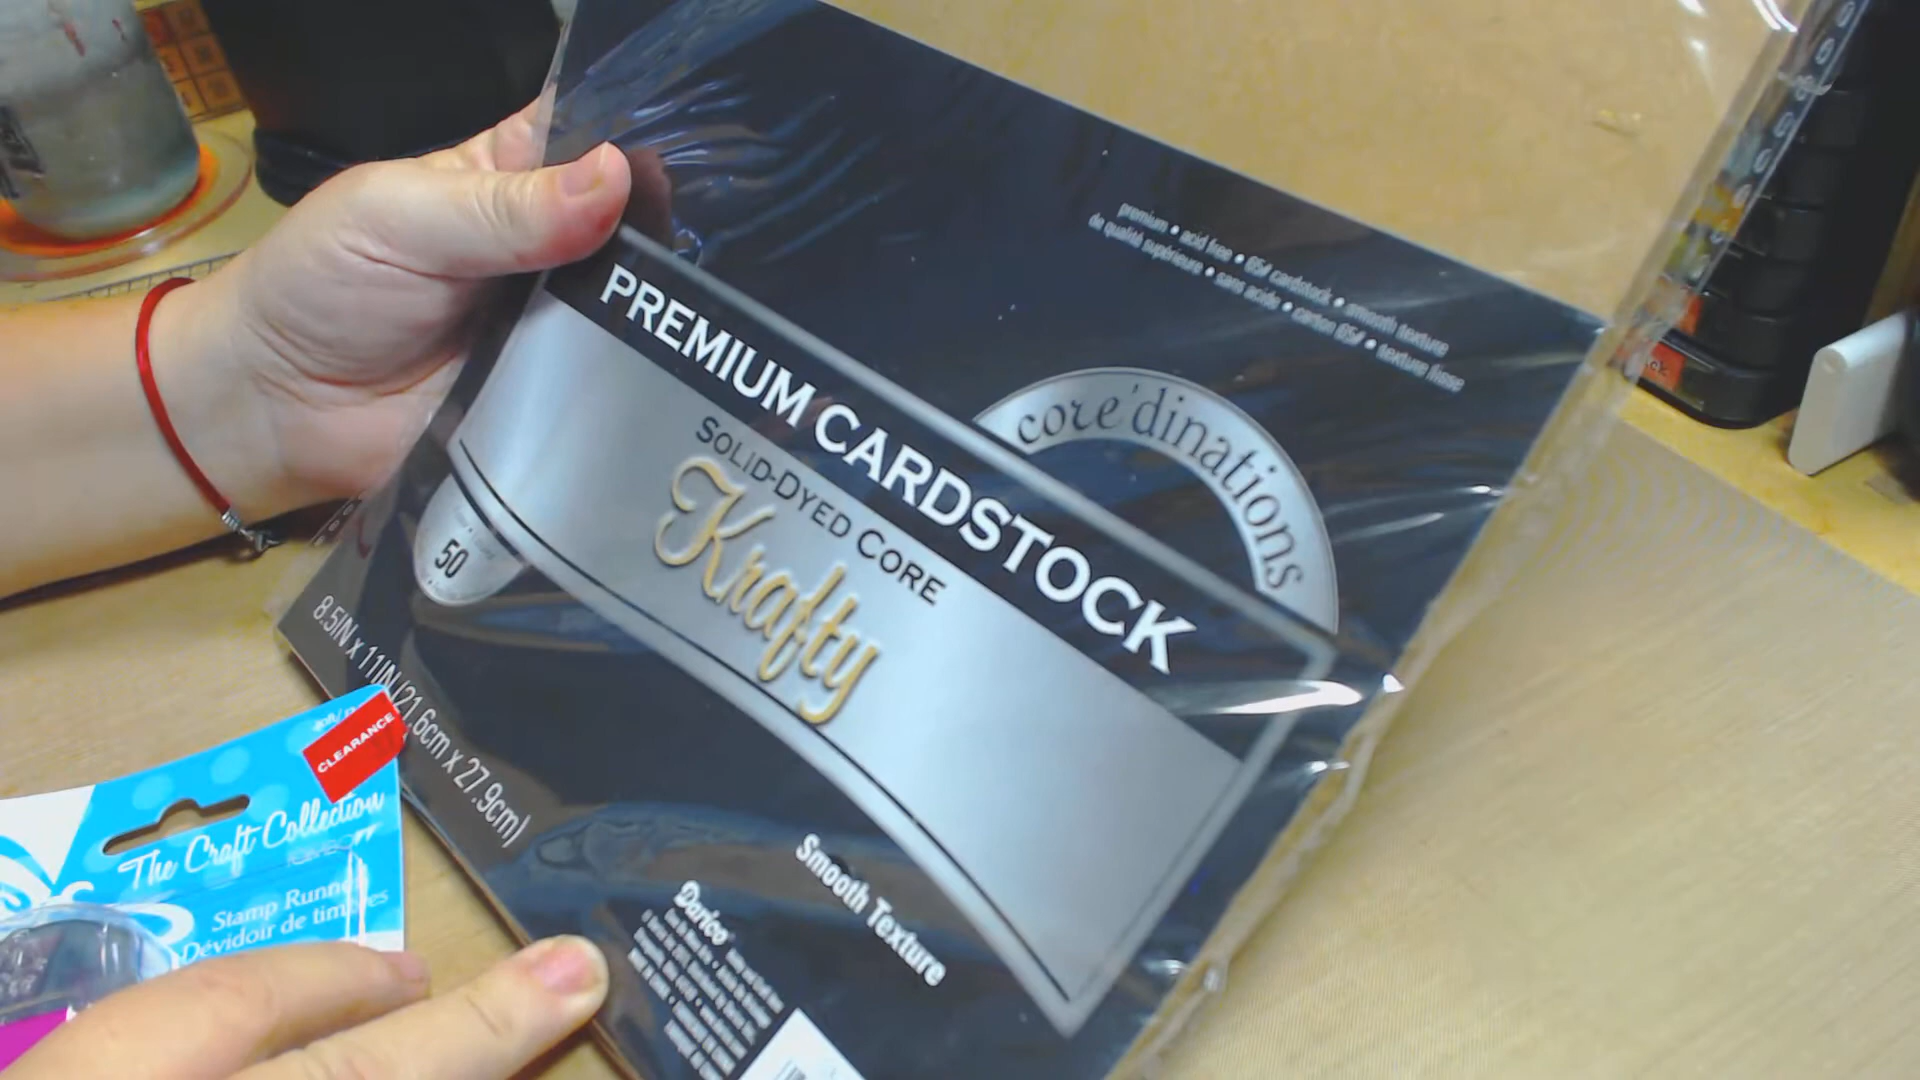 premium • acid free • 65# cardstock • smooth texture
de qualité supérieure • sans acide • carton 65# • texture lisse
core'dinations
PREMIUM CARDSTOCK
SOLID-DYED CORE
Krafty
50
8.5IN x 11IN (21.6cm x 27.9cm)
Smooth Texture
Darice
CLEARANCE
The Craft Collection
Stamp Runner
Dévidoir de timbres